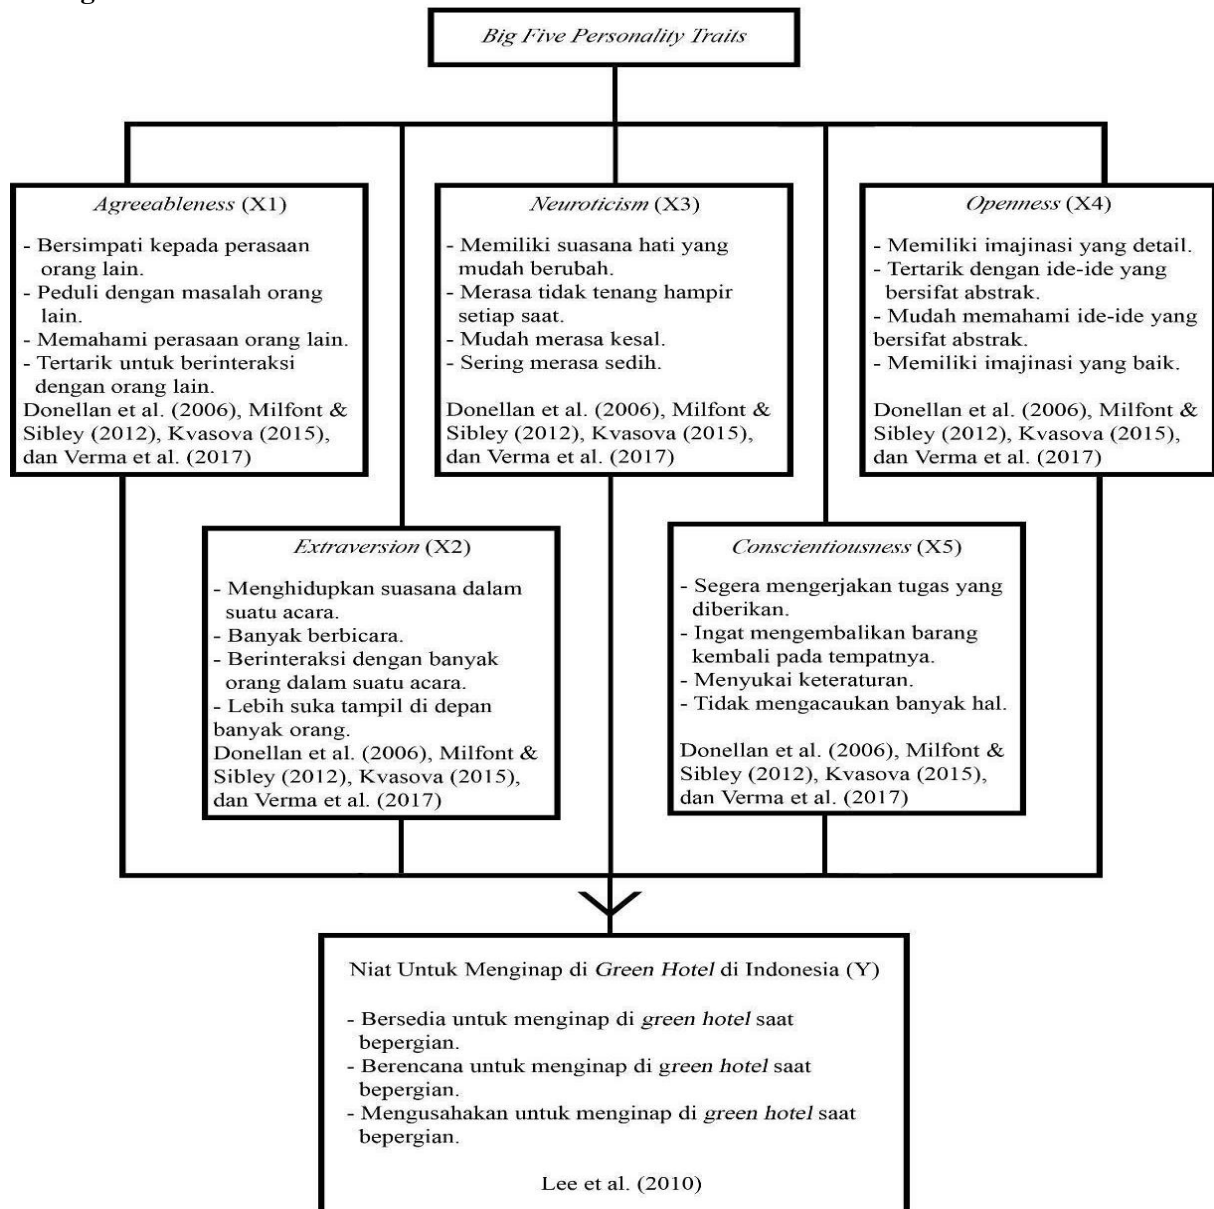 Big Five Personality Traits
Agreeableness (X1)
- Bersimpati kepada perasaan
orang lain.
- Peduli dengan masalah orang
lain.
- Memahami perasaan orang lain.
- Tertarik untuk berinteraksi
dengan orang lain.
Donellan et al. (2006), Milfont &
Sibley (2012), Kvasova (2015),
dan Verma et al. (2017)
Neuroticism (X3)
- Memiliki suasana hati yang
mudah berubah.
- Merasa tidak tenang hampir
setiap saat.
- Mudah merasa kesal.
- Sering merasa sedih.
Donellan et al. (2006), Milfont &
Sibley (2012), Kvasova (2015),
dan Verma et al. (2017)
Openness (X4)
- Memiliki imajinasi yang detail.
- Tertarik dengan ide-ide yang
bersifat abstrak.
- Mudah memahami ide-ide yang
bersifat abstrak.
- Memiliki imajinasi yang baik.
Donellan et al. (2006), Milfont &
Sibley (2012), Kvasova (2015),
dan Verma et al. (2017)
Extraversion (X2)
- Menghidupkan suasana dalam
suatu acara.
- Banyak berbicara.
- Berinteraksi dengan banyak
orang dalam suatu acara.
- Lebih suka tampil di depan
banyak orang.
Donellan et al. (2006), Milfont &
Sibley (2012), Kvasova (2015),
dan Verma et al. (2017)
Conscientiousness (X5)
- Segera mengerjakan tugas yang
diberikan.
- Ingat mengembalikan barang
kembali pada tempatnya.
- Menyukai keteraturan.
- Tidak mengacaukan banyak hal.
Donellan et al. (2006), Milfont &
Sibley (2012), Kvasova (2015),
dan Verma et al. (2017)
Niat Untuk Menginap di Green Hotel di Indonesia (Y)
- Bersedia untuk menginap di green hotel saat
bepergian.
- Berencana untuk menginap di green hotel saat
bepergian.
- Mengusahakan untuk menginap di green hotel saat
bepergian.
Lee et al. (2010)